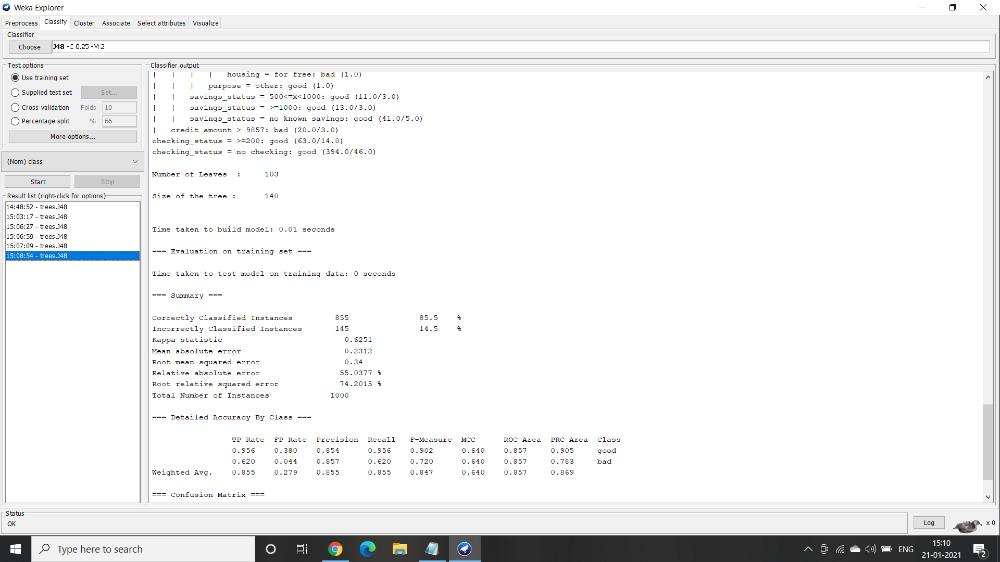 Weka Explorer
Preprocess Classify Cluster Associate Select attributes Visualize
Classifier
Choose J48 -C 0.25 -M 2
Test options
Use training set
Supplied test set Set...
Cross-validation Folds 10
Percentage split % 66
More options...
(Nom) class
Start Stop
Result list (right-click for options)
14:48:52 - trees.J48
15:03:17 - trees.J48
15:06:27 - trees.J48
15:06:59 - trees.J48
15:07:09 - trees.J48
15:08:54 - trees.J48
Classifier output
| | | | housing = for free: bad (1.0)
| | | purpose = other: good (1.0)
| | savings_status = 500<=X<1000: good (11.0/3.0)
| | savings_status = >=1000: good (13.0/3.0)
| | savings_status = no known savings: good (41.0/5.0)
| credit_amount > 9857: bad (20.0/3.0)
checking_status = >=200: good (63.0/14.0)
checking_status = no checking: good (394.0/46.0)
Number of Leaves : 103
Size of the tree : 140
Time taken to build model: 0.01 seconds
=== Evaluation on training set ===
Time taken to test model on training data: 0 seconds
=== Summary ===
Correctly Classified Instances 855 85.5 %
Incorrectly Classified Instances 145 14.5 %
Kappa statistic 0.6251
Mean absolute error 0.2312
Root mean squared error 0.34
Relative absolute error 55.0377 %
Root relative squared error 74.2015 %
Total Number of Instances 1000
=== Detailed Accuracy By Class ===
TP Rate FP Rate Precision Recall F-Measure MCC ROC Area PRC Area Class
0.956 0.380 0.854 0.956 0.902 0.640 0.857 0.905 good
0.620 0.044 0.857 0.620 0.720 0.640 0.857 0.783 bad
Weighted Avg. 0.855 0.279 0.855 0.855 0.847 0.640 0.857 0.869
=== Confusion Matrix ===
Status
OK
Log x 0
Type here to search
ENG
15:10
21-01-2021
2